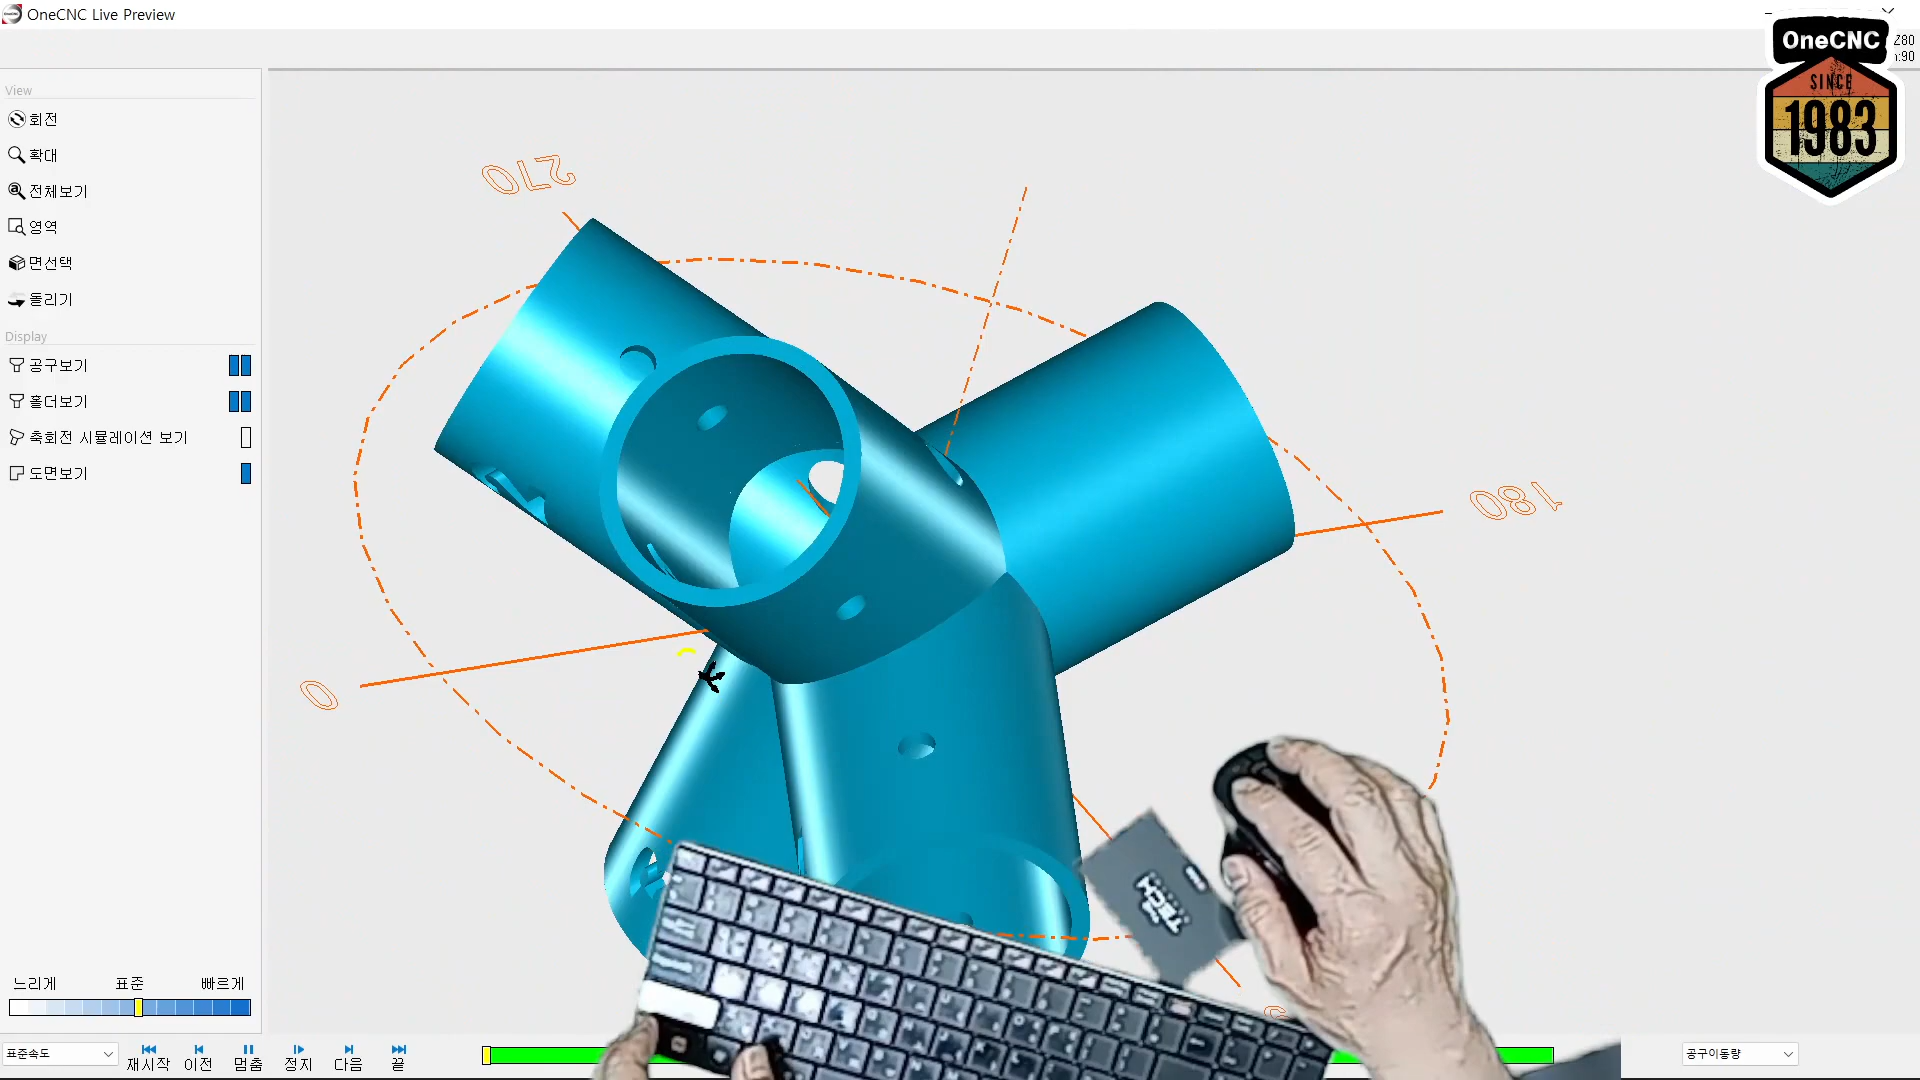 OneCNC Live Preview
OneCNC
Z80
:90
SINCE
1983
View
회전
확대
전체보기
영역
면선택
돌리기
Display
공구보기
홀더보기
축회전 시뮬레이션 보기
도면보기
270
180
0
TECH
느리게 표준 빠르게
표준속도
재시작 이전 멈춤 정지 다음 끝
공구이동량